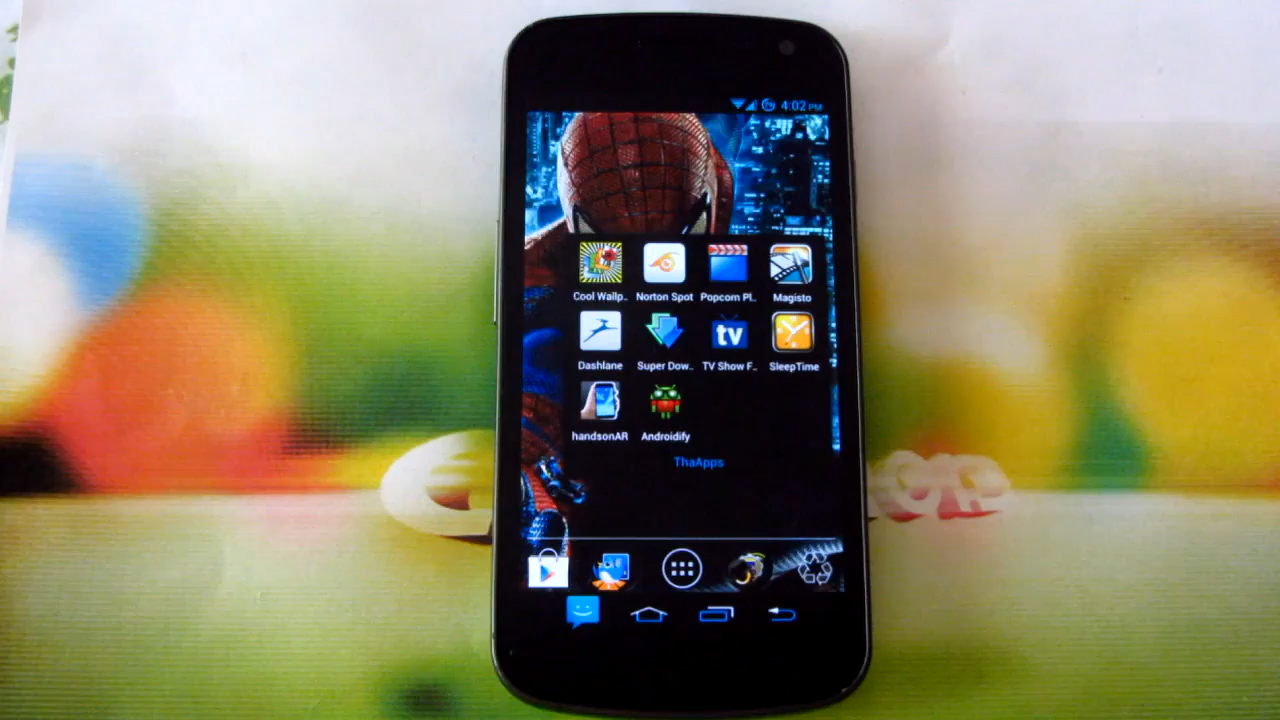 4:02 PM
Cool Wallp.. Norton Spot Popcorn Pl.. Magisto
tv
Dashlane Super Dow.. TV Show F.. SleepTime
handsonAR Androidify
ThaApps